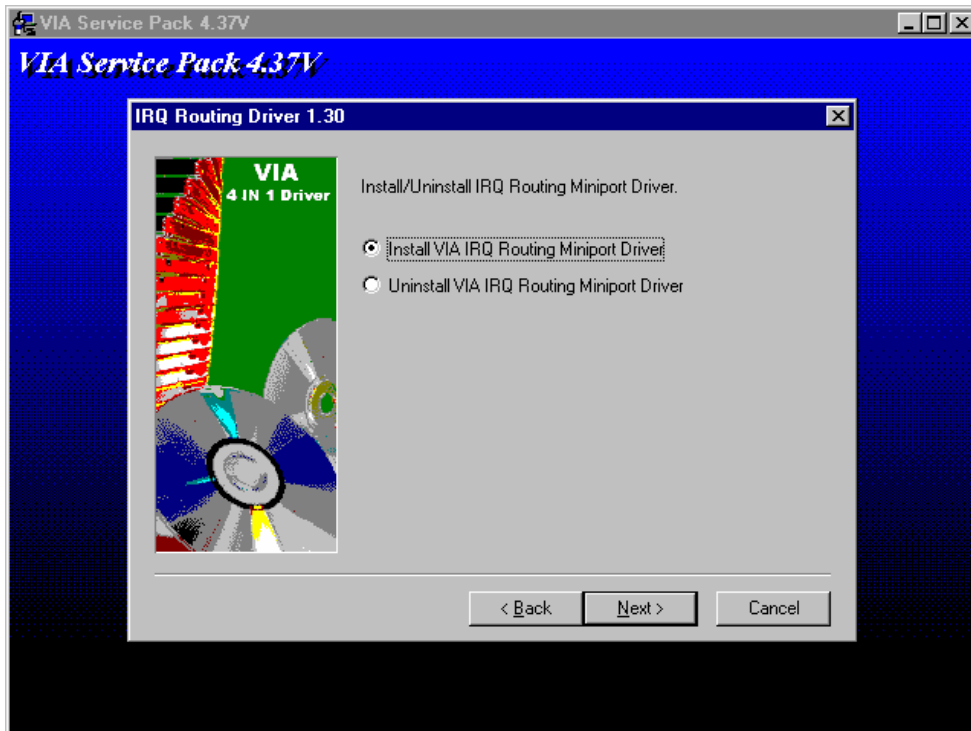 VIA Service Pack 4.37V
VIA Service Pack 4.37V
IRQ Routing Driver 1.30
VIA
4 IN 1 Driver
Install/Uninstall IRQ Routing Miniport Driver.
Install VIA IRQ Routing Miniport Driver
Uninstall VIA IRQ Routing Miniport Driver
< Back
Next >
Cancel